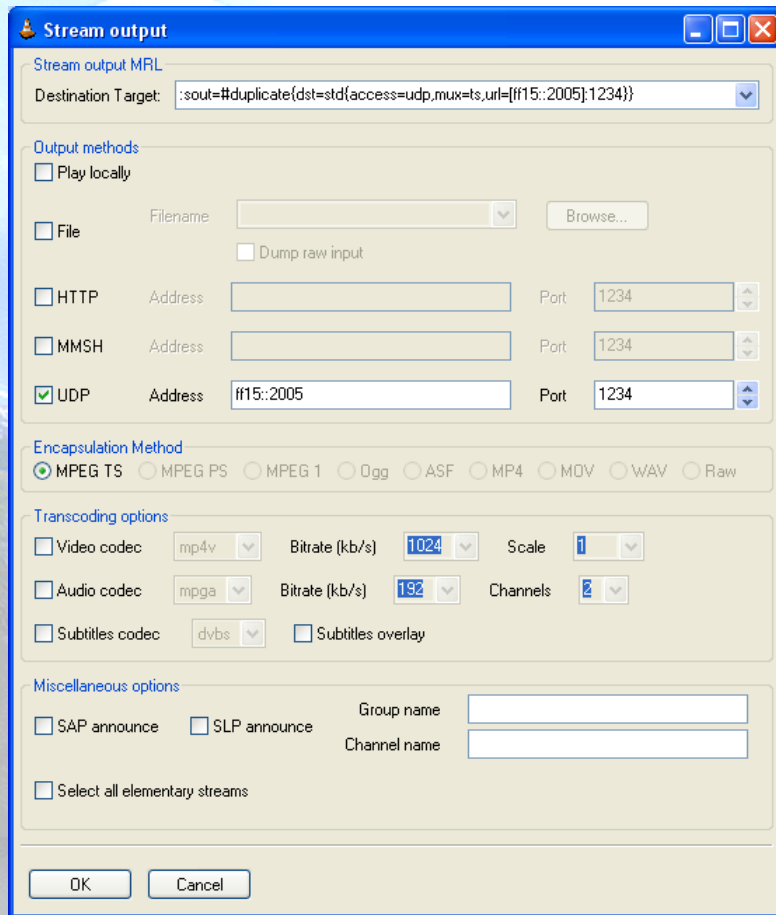 Stream output
Stream output MRL
Destination Target: :sout=#duplicate{dst=std{access=udp,mux=ts,url=[ff15::2005]:1234}}
Output methods
Play locally
File Filename Browse...
Dump raw input
HTTP Address Port 1234
MMSH Address Port 1234
UDP Address ff15::2005 Port 1234
Encapsulation Method
MPEG TS MPEG PS MPEG 1 Ogg ASF MP4 MOV WAV Raw
Transcoding options
Video codec mp4v Bitrate (kb/s) 1024 Scale 1
Audio codec mpga Bitrate (kb/s) 192 Channels 2
Subtitles codec dvbs Subtitles overlay
Miscellaneous options
SAP announce SLP announce Group name
Channel name
Select all elementary streams
OK Cancel